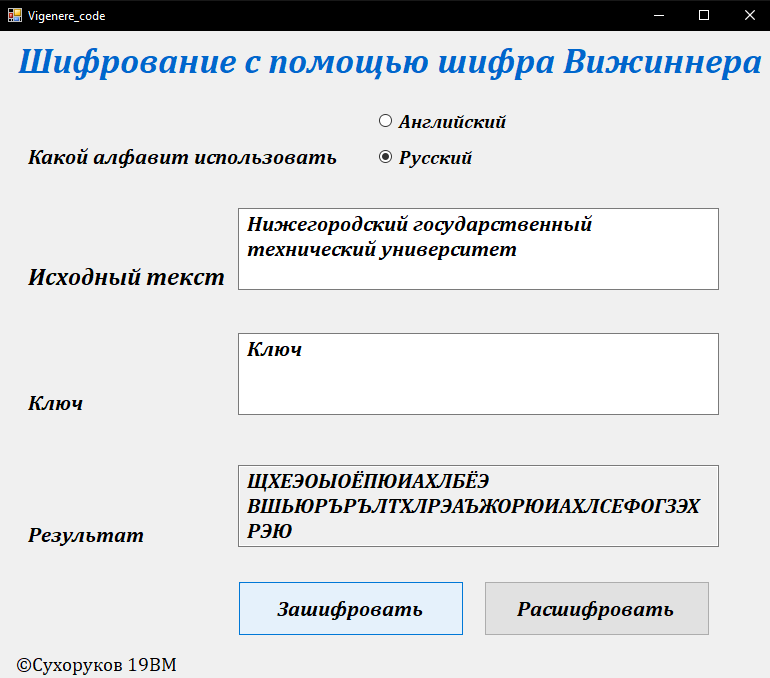 Vigenere_code
Шифрование с помощью шифра Вижиннера
Английский
Какой алфавит использовать
Русский
Нижегородский государственный
технический университет
Исходный текст
Ключ
Ключ
ЩХЕЭОЫОЁПЮИАХЛБЁЭ
ВШЬЮРЪРЪЛТХЛРЭАЪЖОРЮИАХЛСЕФОГЗЭХ
РЭЮ
Результат
Зашифровать
Расшифровать
©Сухоруков 19ВМ